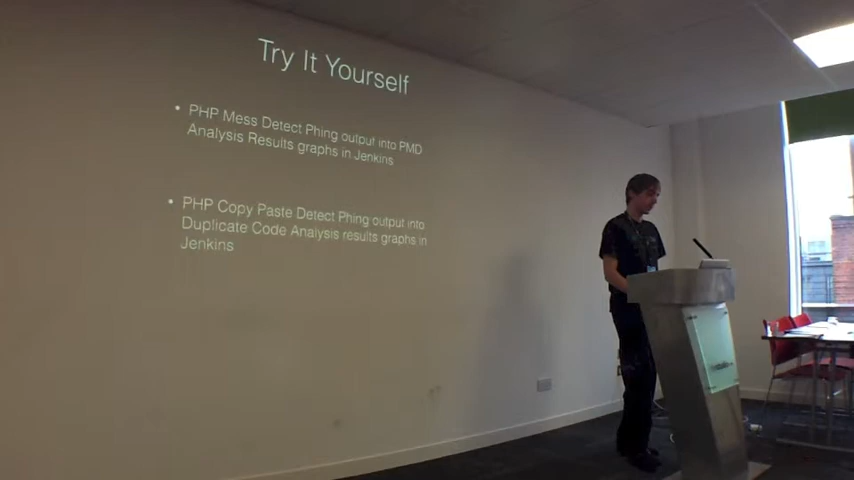 Try It Yourself
• PHP Mess Detect Phing output into PMD
Analysis Results graphs in Jenkins
• PHP Copy Paste Detect Phing output into
Duplicate Code Analysis results graphs in
Jenkins